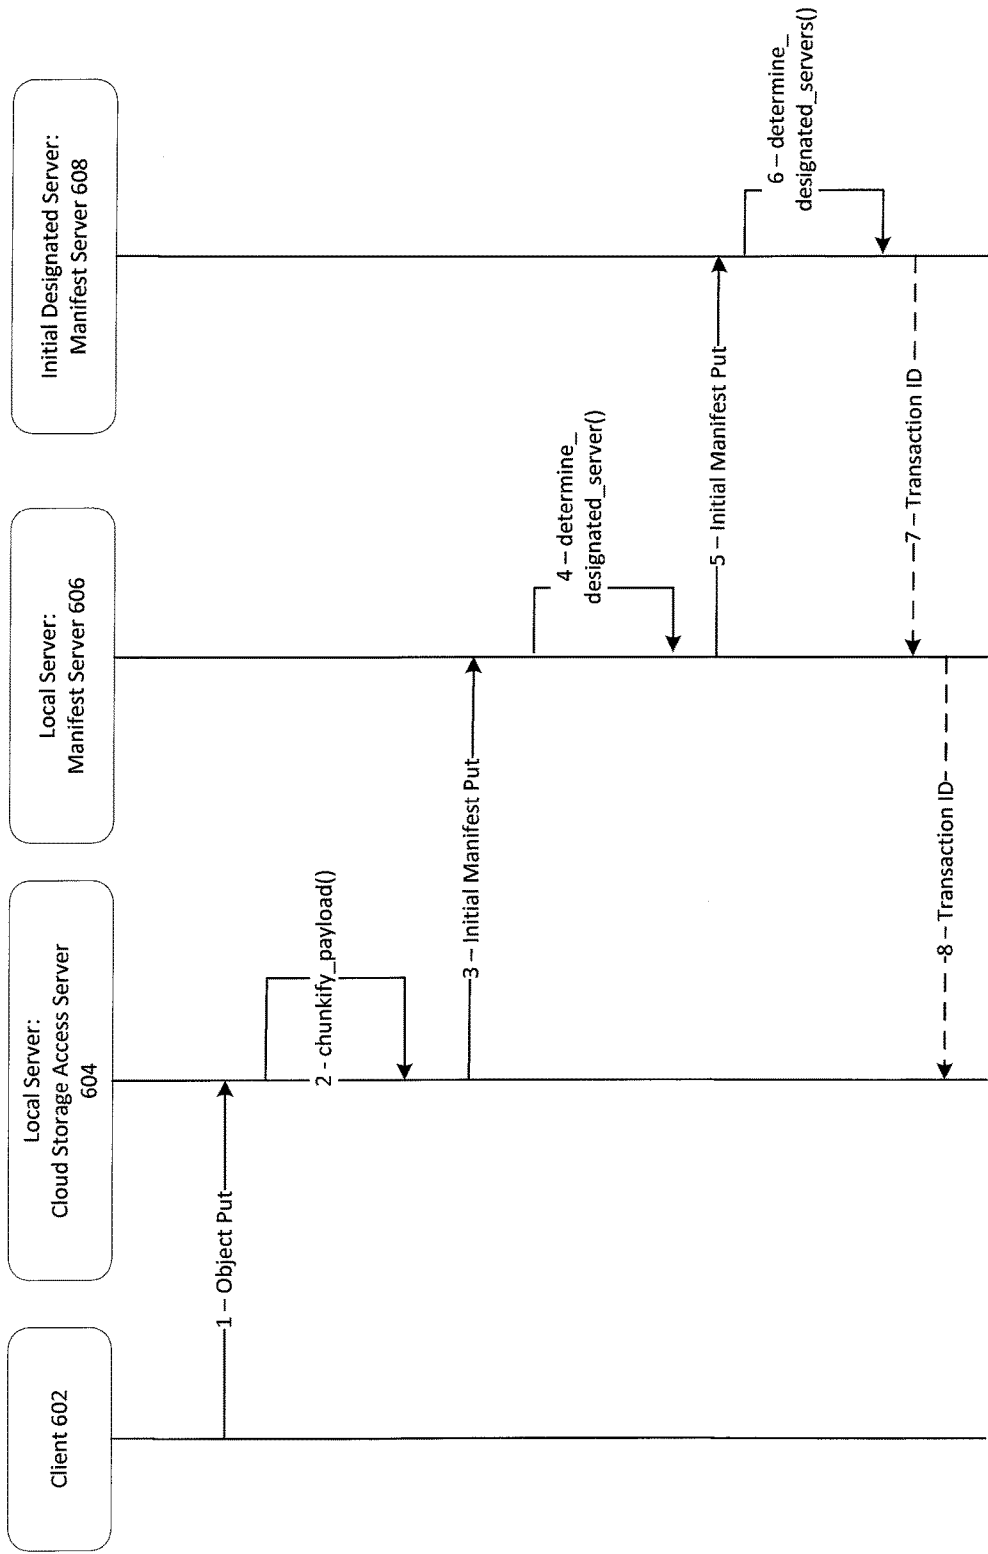 Client 602
Local Server:
Cloud Storage Access Server
604
Local Server:
Manifest Server 606
Initial Designated Server:
Manifest Server 608
1 – Object Put
2 - chunkify_payload()
3 – Initial Manifest Put
4 – determine_
designated_server()
5 – Initial Manifest Put
6 – determine_
designated_servers()
7 – Transaction ID
8 – Transaction ID